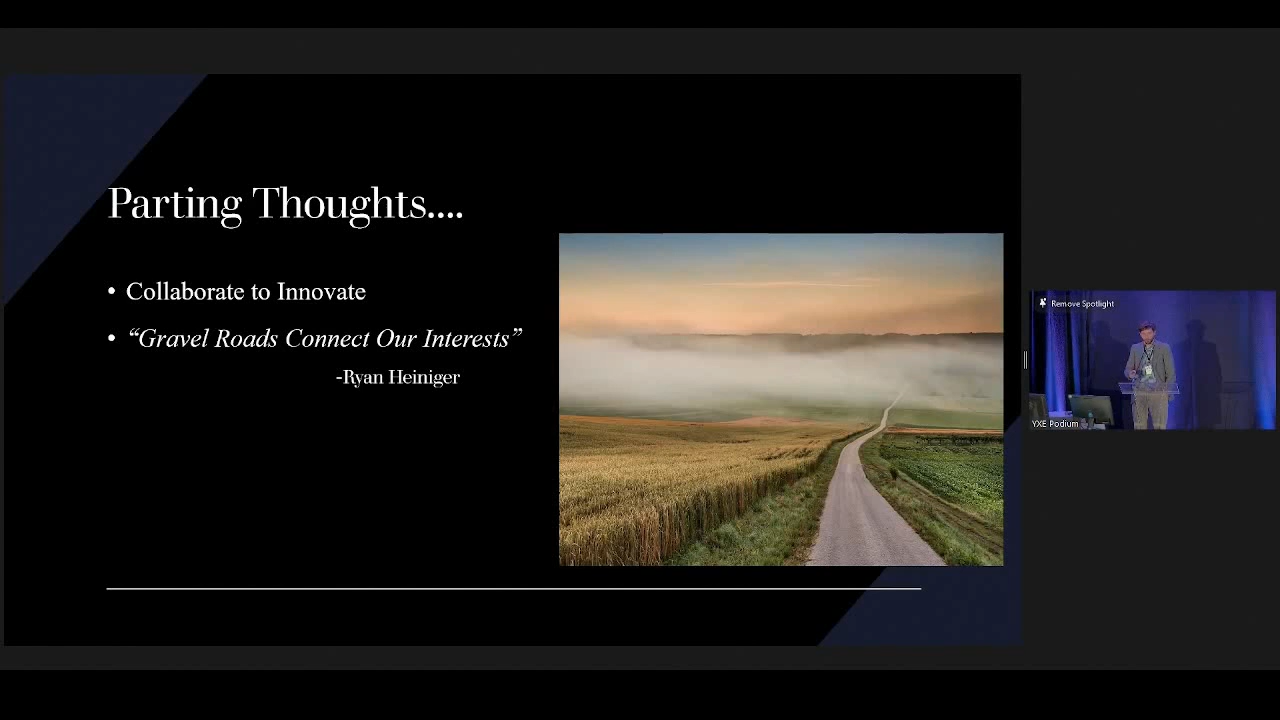 Parting Thoughts....
• Collaborate to Innovate
• “Gravel Roads Connect Our Interests”
-Ryan Heiniger
Remove Spotlight
YXE Podium